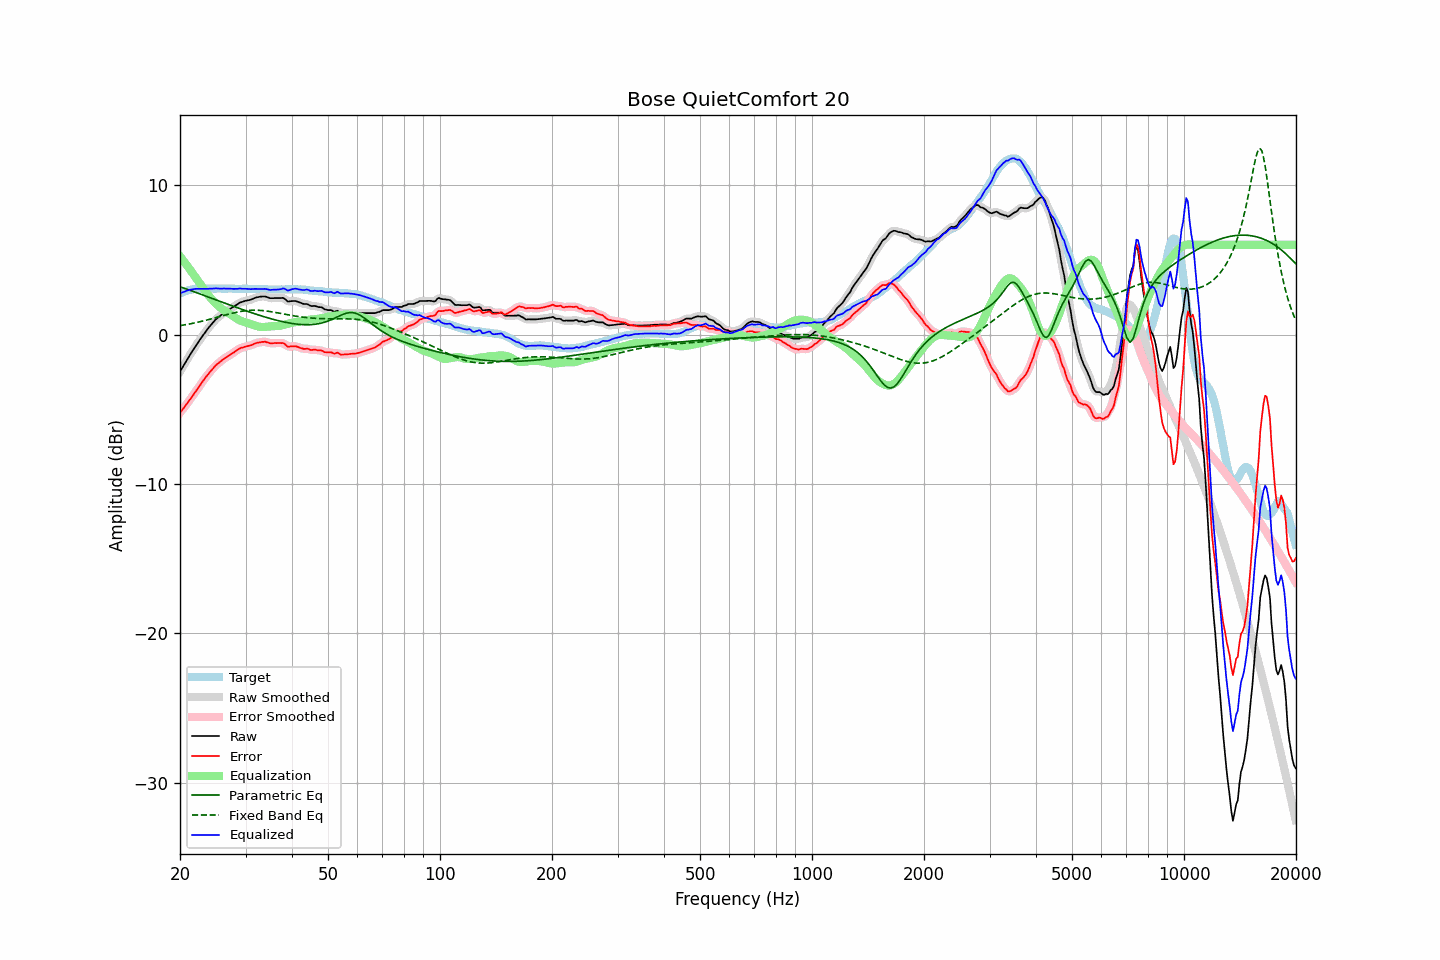 Bose QuietComfort 20
Amplitude (dBr)
10
0
−10
−20
−30
Target
Raw Smoothed
Error Smoothed
Raw
Error
Equalization
Parametric Eq
Fixed Band Eq
Equalized
20 50 100 200 500 1000 2000 5000 10000 20000
Frequency (Hz)